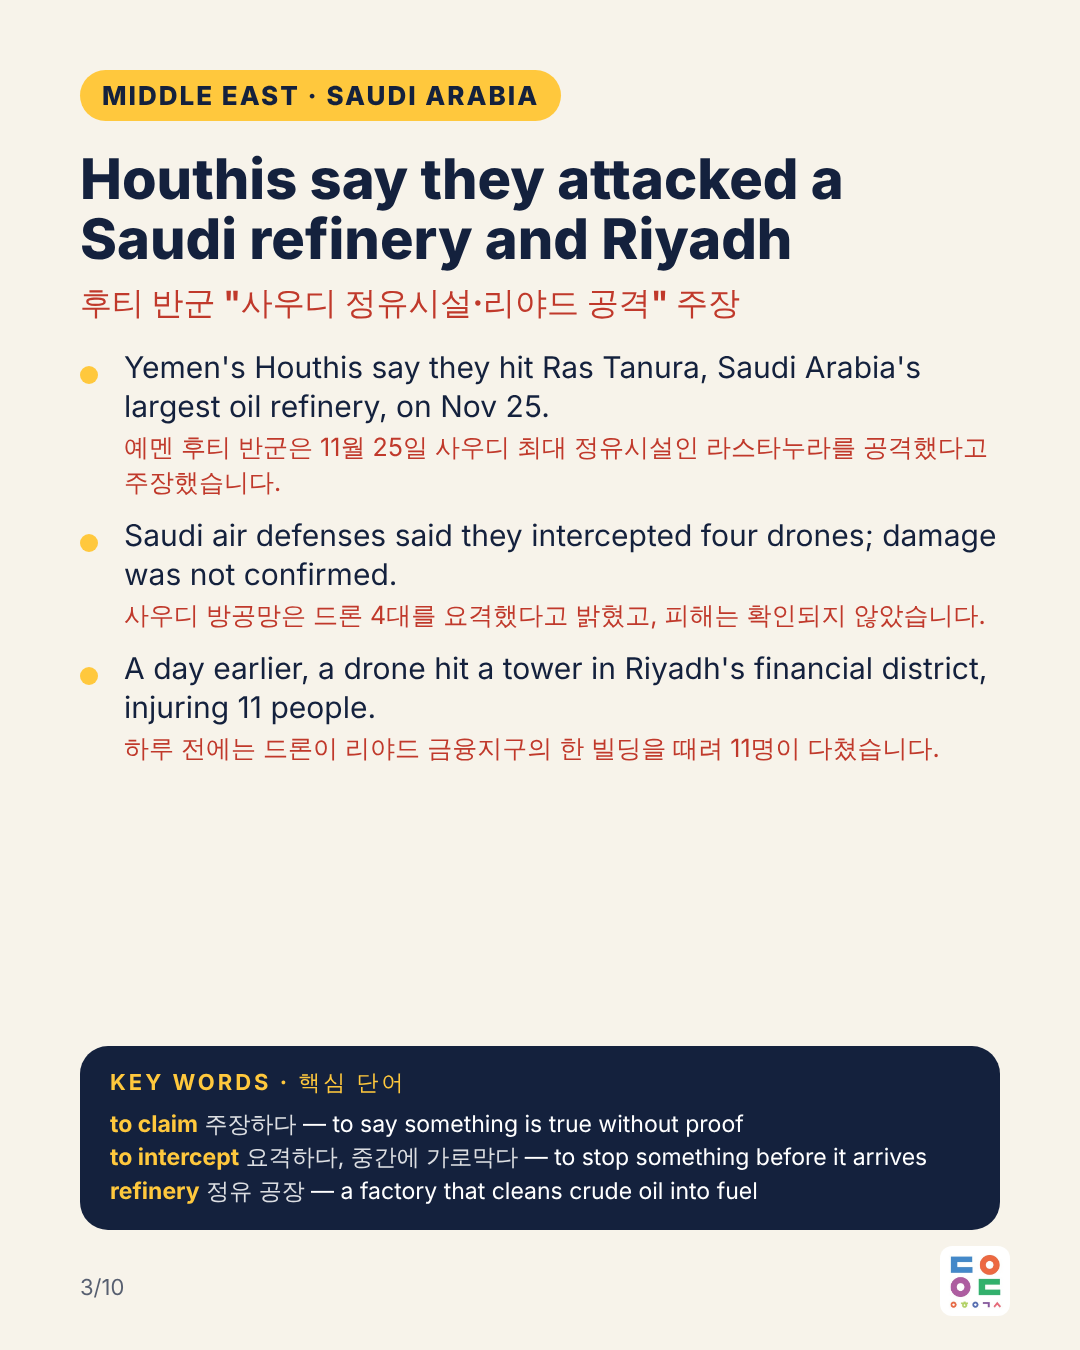 MIDDLE EAST · SAUDI ARABIA
Houthis say they attacked a
Saudi refinery and Riyadh
후티 반군 "사우디 정유시설·리야드 공격" 주장
Yemen's Houthis say they hit Ras Tanura, Saudi Arabia's
largest oil refinery, on Nov 25.
예멘 후티 반군은 11월 25일 사우디 최대 정유시설인 라스타누라를 공격했다고
주장했습니다.
Saudi air defenses said they intercepted four drones; damage
was not confirmed.
사우디 방공망은 드론 4대를 요격했다고 밝혔고, 피해는 확인되지 않았습니다.
A day earlier, a drone hit a tower in Riyadh's financial district,
injuring 11 people.
하루 전에는 드론이 리야드 금융지구의 한 빌딩을 때려 11명이 다쳤습니다.
KEY WORDS · 핵심 단어
to claim 주장하다 — to say something is true without proof
to intercept 요격하다, 중간에 가로막다 — to stop something before it arrives
refinery 정유 공장 — a factory that cleans crude oil into fuel
3/10